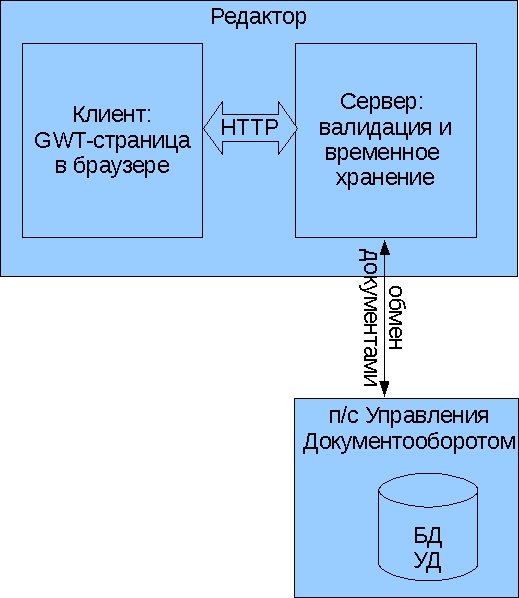 Редактор
Клиент:
GWT-страница
в браузере
HTTP
Сервер:
валидация и
временное
хранение
обмен
документами
п/с Управления
Документооборотом
БД
УД